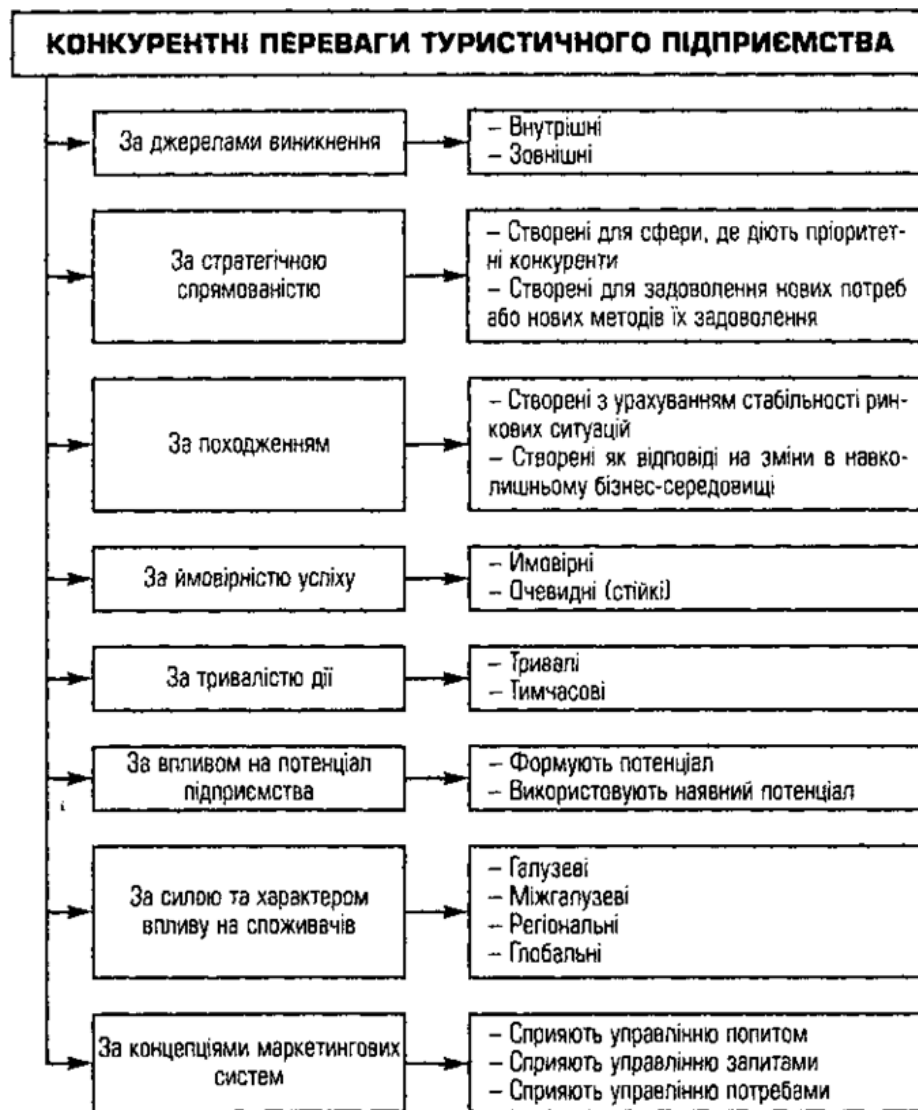 КОНКУРЕНТНІ ПЕРЕВАГИ ТУРИСТИЧНОГО ПІДПРИЄМСТВА
За джерелами виникнення
– Внутрішні
– Зовнішні
За стратегічною
спрямованістю
– Створені для сфери, де діють пріоритет-
ні конкуренти
– Створені для задоволення нових потреб
або нових методів їх задоволення
За походженням
– Створені з урахуванням стабільності рин-
кових ситуацій
– Створені як відповіді на зміни в навко-
лишньому бізнес-середовищі
За ймовірністю успіху
– Имовірні
– Очевидні (стійкі)
За тривалістю дії
– Тривалі
– Тимчасові
За впливом на потенціал
підприємства
– Формують потенціал
– Використовують наявний потенціал
За силою та характером
впливу на споживачів
– Галузеві
– Міжгалузеві
– Регіональні
– Глобальні
За концепціями маркетингових
систем
– Сприяють управлінню попитом
– Сприяють управлінню запитами
– Сприяють управлінню потребами